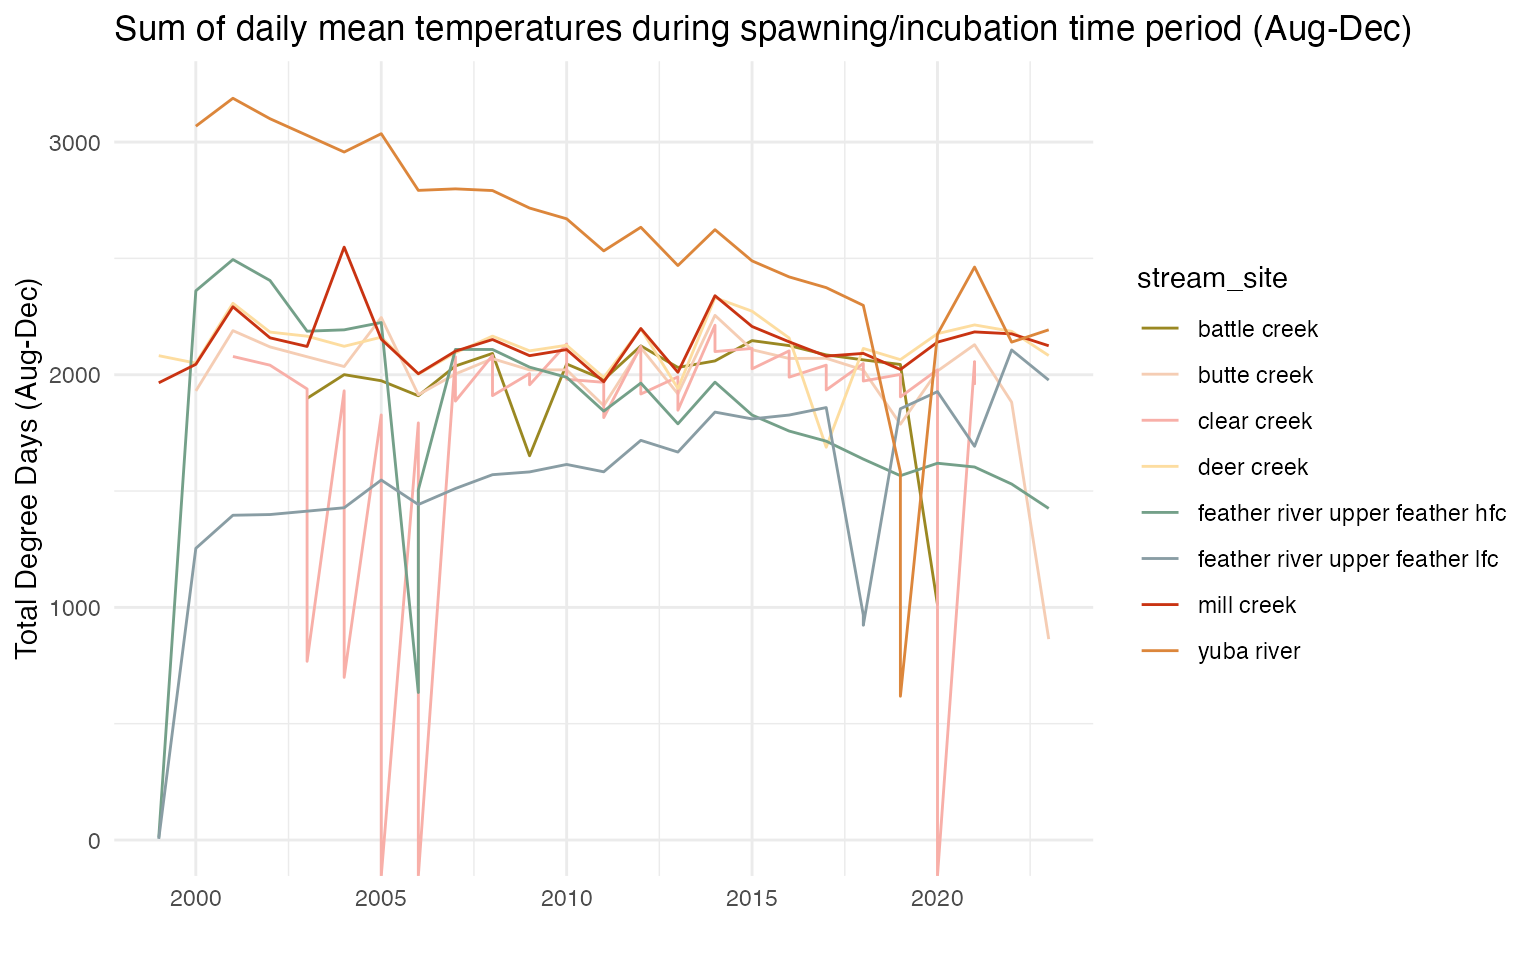 Sum of daily mean temperatures during spawning/incubation time period (Aug-Dec)
Total Degree Days (Aug-Dec)
3000
2000
1000
0
2000
2005
2010
2015
2020
stream_site
battle creek
butte creek
clear creek
deer creek
feather river upper feather hfc
feather river upper feather lfc
mill creek
yuba river